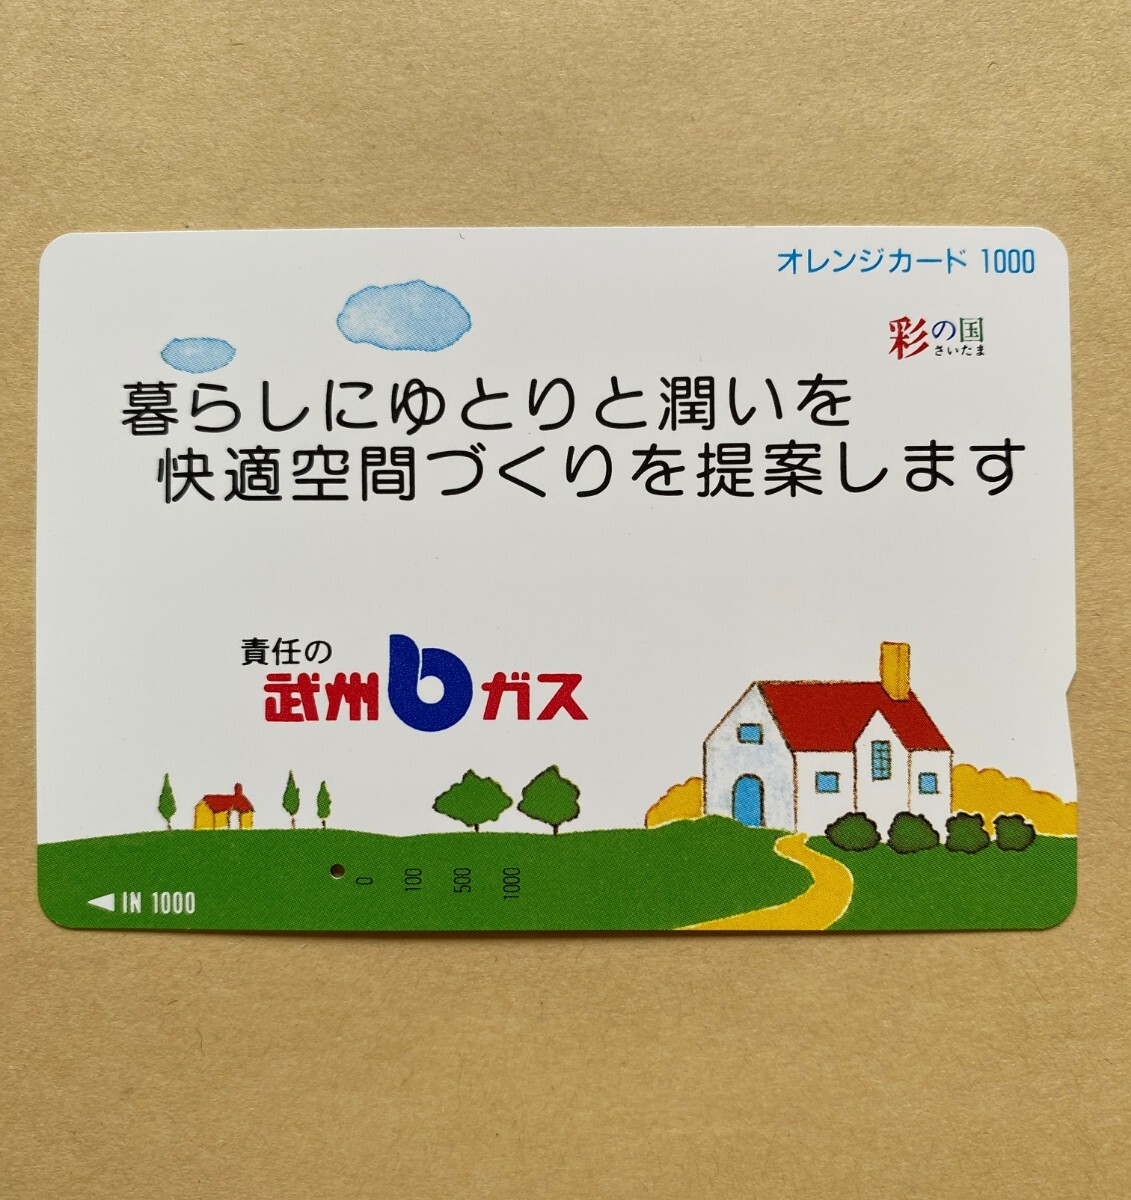 オレンジカード 1000
彩の国
さいたま
暮らしにゆとりと潤いを
快適空間づくりを提案します
責任の
武州ガス
0 100 500 1000
IN 1000